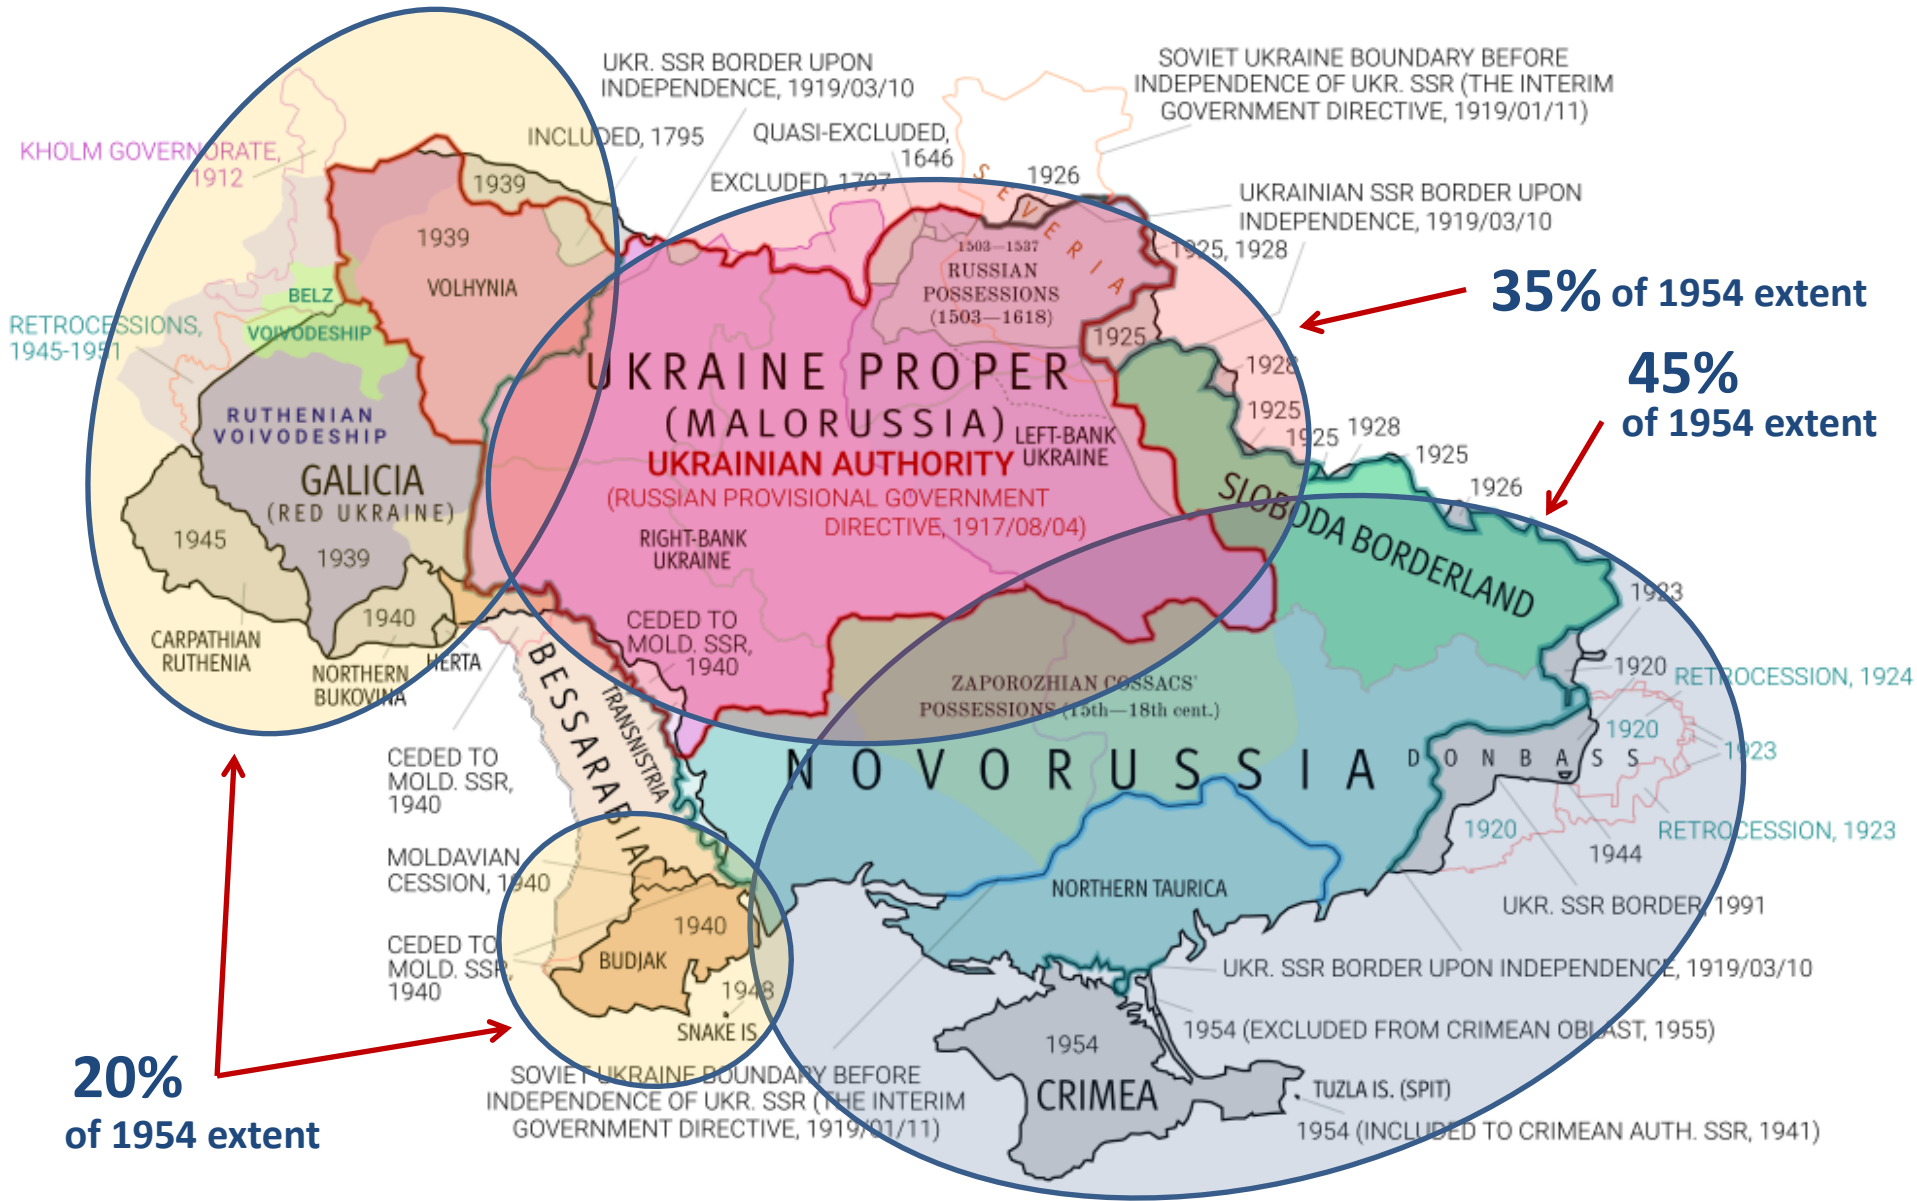 UKR. SSR BORDER UPON
INDEPENDENCE, 1919/03/10
SOVIET UKRAINE BOUNDARY BEFORE
INDEPENDENCE OF UKR. SSR (THE INTERIM
GOVERNMENT DIRECTIVE, 1919/01/11)
KHOLM GOVERNORATE,
1912
INCLUDED, 1795
QUASI-EXCLUDED,
1646
EXCLUDED, 1797
1939
1926
SEVERIA
UKRAINIAN SSR BORDER UPON
INDEPENDENCE, 1919/03/10
1925, 1928
1939
VOLHYNIA
1503—1537
RUSSIAN
POSSESSIONS
(1503—1618)
35% of 1954 extent
BELZ
VOIVODESHIP
RETROCESSIONS,
1945-1951
1925
1928
1925
1925
1928
1925
1926
45%
of 1954 extent
UKRAINE PROPER
(MALORUSSIA)
UKRAINIAN AUTHORITY
(RUSSIAN PROVISIONAL GOVERNMENT
DIRECTIVE, 1917/08/04)
LEFT-BANK
UKRAINE
RIGHT-BANK
UKRAINE
RUTHENIAN
VOIVODESHIP
GALICIA
(RED UKRAINE)
1945
1939
1940
SLOBODA BORDERLAND
CARPATHIAN
RUTHENIA
NORTHERN
BUKOVINA
HERTA
CEDED TO
MOLD. SSR,
1940
BESSARABIA
TRANSNISTRIA
ZAPOROZHIAN COSSACS'
POSSESSIONS (15th—18th cent.)
1923
1920
RETROCESSION, 1924
1920
1923
NOVORUSSIA
DONBASS
CEDED TO
MOLD. SSR,
1940
1920
RETROCESSION, 1923
1944
MOLDAVIAN
CESSION, 1940
NORTHERN TAURICA
UKR. SSR BORDER, 1991
1940
BUDJAK
CEDED TO
MOLD. SSR,
1940
1948
SNAKE IS.
UKR. SSR BORDER UPON INDEPENDENCE, 1919/03/10
1954 (EXCLUDED FROM CRIMEAN OBLAST, 1955)
1954
CRIMEA
TUZLA IS. (SPIT)
1954 (INCLUDED TO CRIMEAN AUTH. SSR, 1941)
20%
of 1954 extent
SOVIET UKRAINE BOUNDARY BEFORE
INDEPENDENCE OF UKR. SSR (THE INTERIM
GOVERNMENT DIRECTIVE, 1919/01/11)